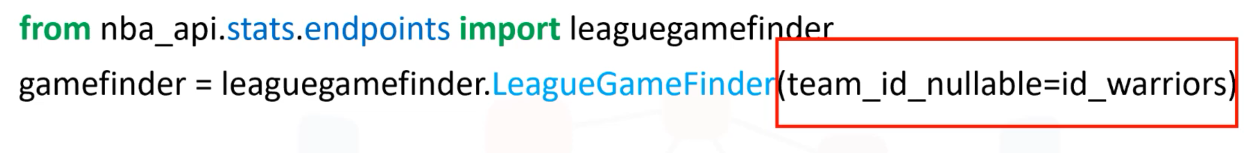 from nba_api.stats.endpoints import leaguegamefinder
gamefinder = leaguegamefinder.LeagueGameFinder(team_id_nullable=id_warriors)